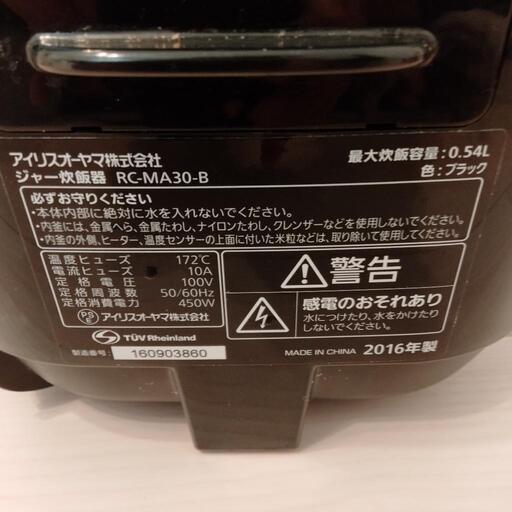 アイリスオーヤマ株式会社
ジャー炊飯器 RC-MA30-B
最大炊飯容量:0.54L
色:ブラック
必ずお守りください
・本体内部に絶対に水を入れないでください。
・内釜には、金属へら、金属たわし、ナイロンたわし、クレンザーなどを使用しないでください。
・内釜の外側、ヒーター、温度センサーの上面に付いた米粒などは、取り除いて使用してください。
温度ヒューズ 172℃
電流ヒューズ 10A
定格電圧 100V
定格周波数 50/60Hz
定格消費電力 450W
PSE アイリスオーヤマ株式会社
TÜV Rheinland
製造番号: 160903860
警告
感電のおそれあり
水につけたり、水をかけたり
しないでください。
MADE IN CHINA 2016年製